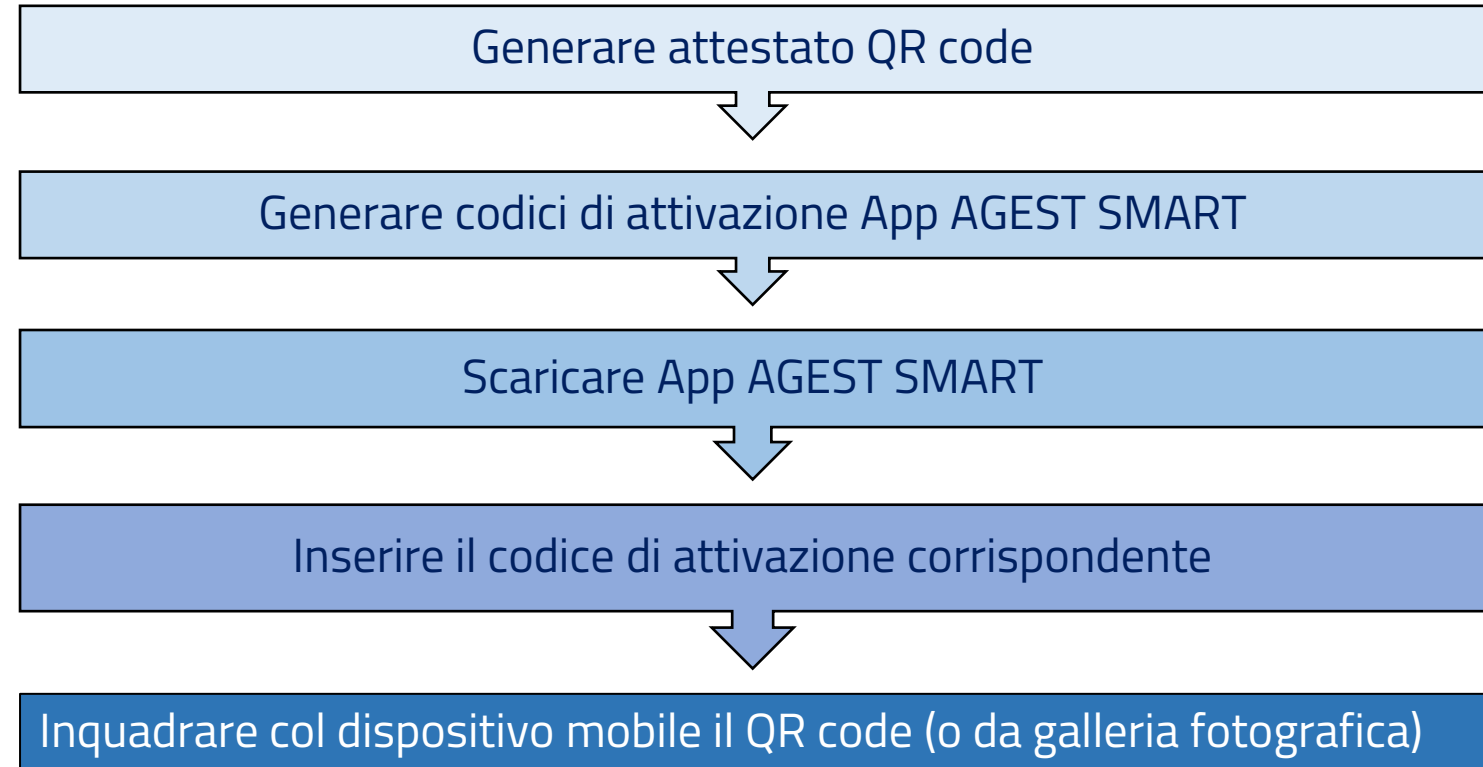 Generare attestato QR code
Generare codici di attivazione App AGEST SMART
Scaricare App AGEST SMART
Inserire il codice di attivazione corrispondente
Inquadrare col dispositivo mobile il QR code (o da galleria fotografica)